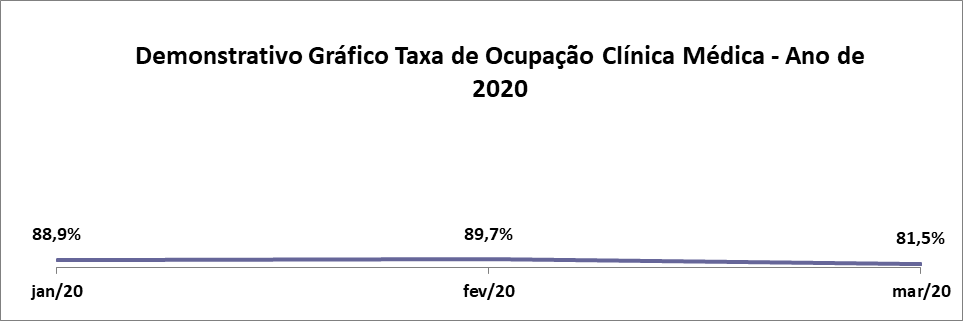 Demonstrativo Gráfico Taxa de Ocupação Clínica Médica - Ano de
2020
88,9%
89,7%
81,5%
jan/20
fev/20
mar/20